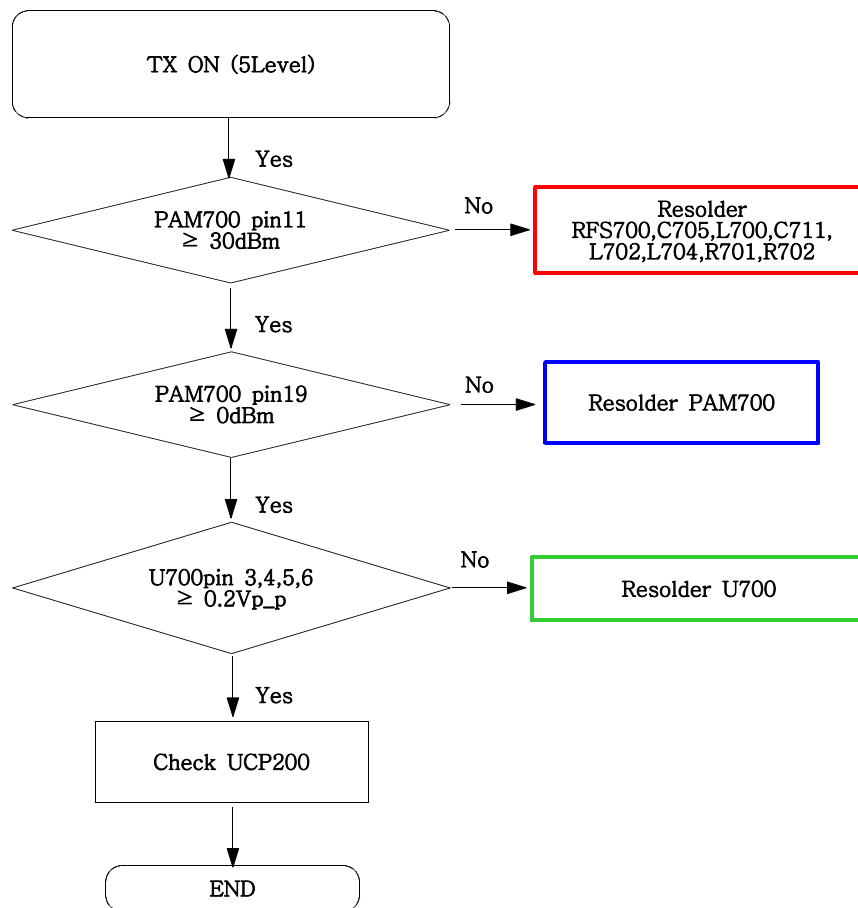 TX ON (5Level)
Yes
PAM700 pin11
≥ 30dBm
No
Resolder
RFS700,C705,L700,C711,
L702,L704,R701,R702
Yes
PAM700 pin19
≥ 0dBm
No
Resolder PAM700
Yes
U700pin 3,4,5,6
≥ 0.2Vp_p
No
Resolder U700
Yes
Check UCP200
END